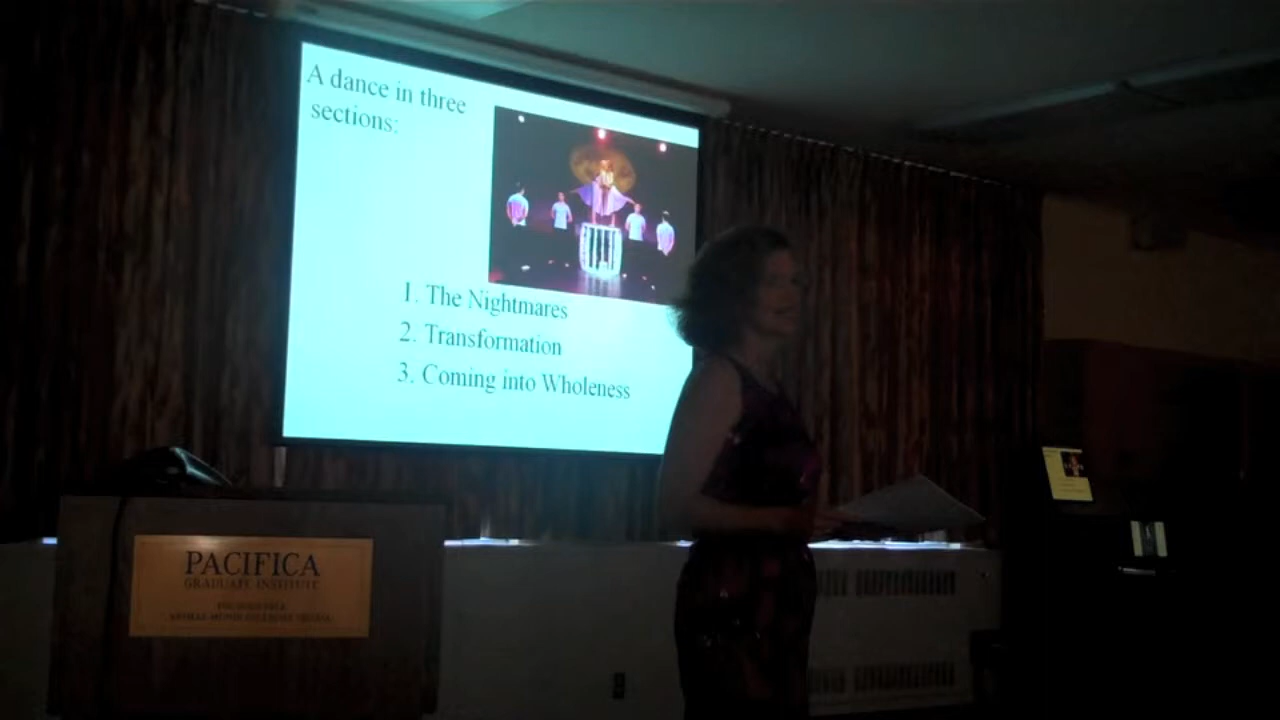 A dance in three
sections:
1. The Nightmares
2. Transformation
3. Coming into Wholeness
PACIFICA
GRADUATE INSTITUTE